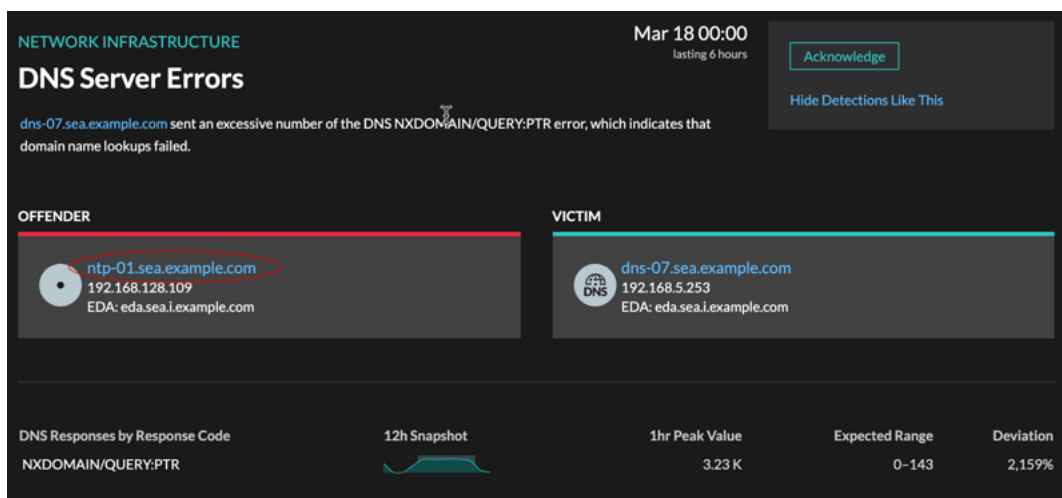 NETWORK INFRASTRUCTURE
DNS Server Errors
Mar 18 00:00
lasting 6 hours
Acknowledge
Hide Detections Like This
dns-07.sea.example.com sent an excessive number of the DNS NXDOMAIN/QUERY:PTR error, which indicates that
domain name lookups failed.
OFFENDER
ntp-01.sea.example.com
192.168.128.109
EDA: eda.sea.i.example.com
VICTIM
DNS
dns-07.sea.example.com
192.168.5.253
EDA: eda.sea.i.example.com
DNS Responses by Response Code 12h Snapshot 1hr Peak Value Expected Range Deviation
NXDOMAIN/QUERY:PTR 3.23 K 0–143 2,159%